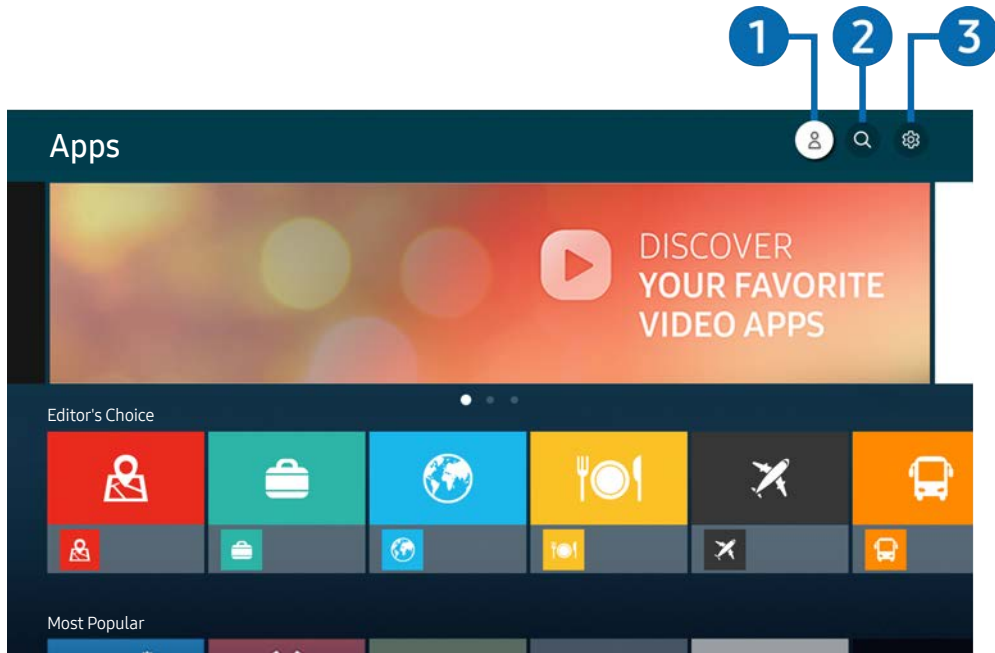 1 2 3
Apps
DISCOVER
YOUR FAVORITE
VIDEO APPS
Editor's Choice
Most Popular